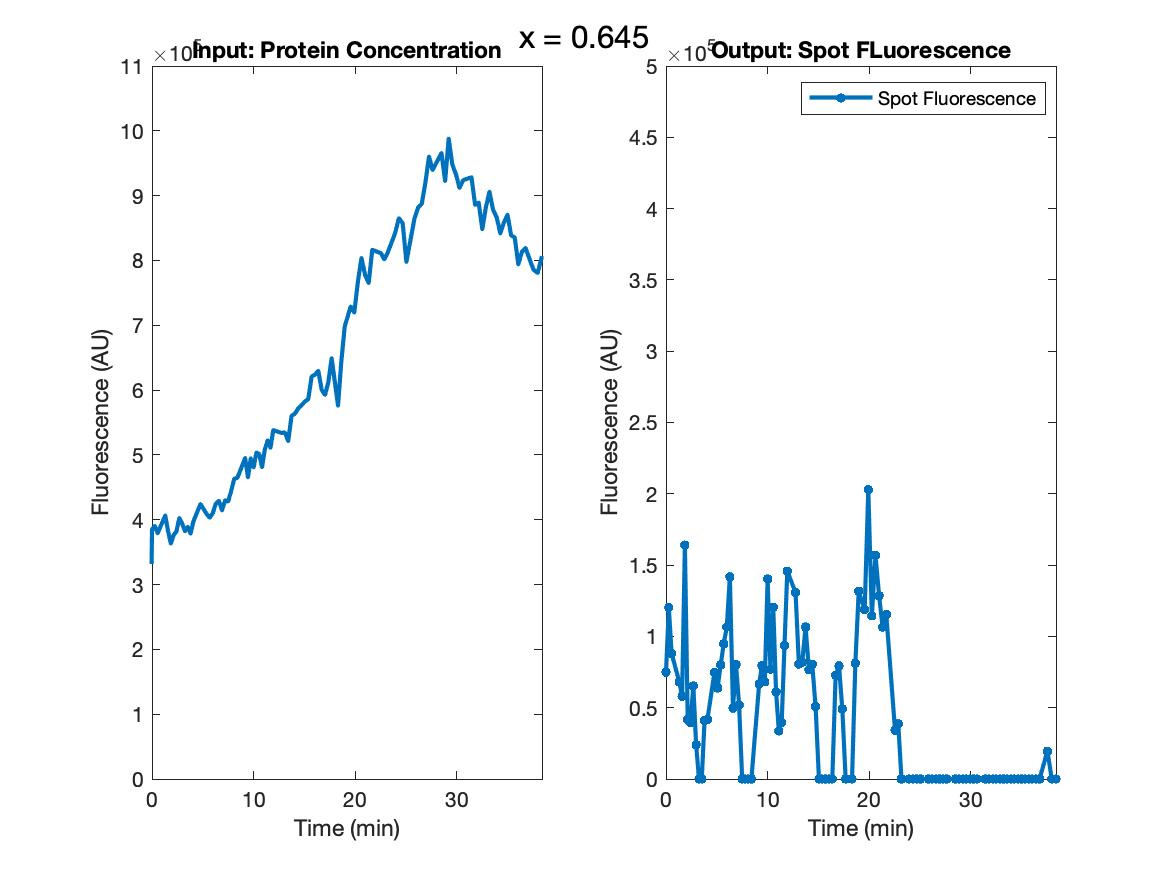 x = 0.645
×10⁵
Input: Protein Concentration
11
10
9
8
7
6
5
4
3
2
1
0
0 10 20 30
Time (min)
Fluorescence (AU)
×10⁵
Output: Spot FLuorescence
Spot Fluorescence
5
4.5
4
3.5
3
2.5
2
1.5
1
0.5
0
0 10 20 30
Time (min)
Fluorescence (AU)